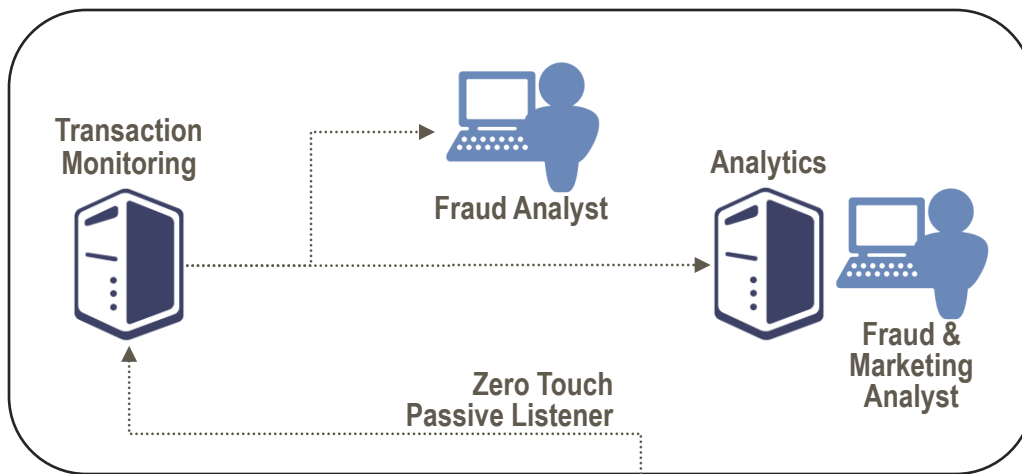 Transaction
Monitoring
Fraud Analyst
Analytics
Fraud &
Marketing
Analyst
Zero Touch
Passive Listener